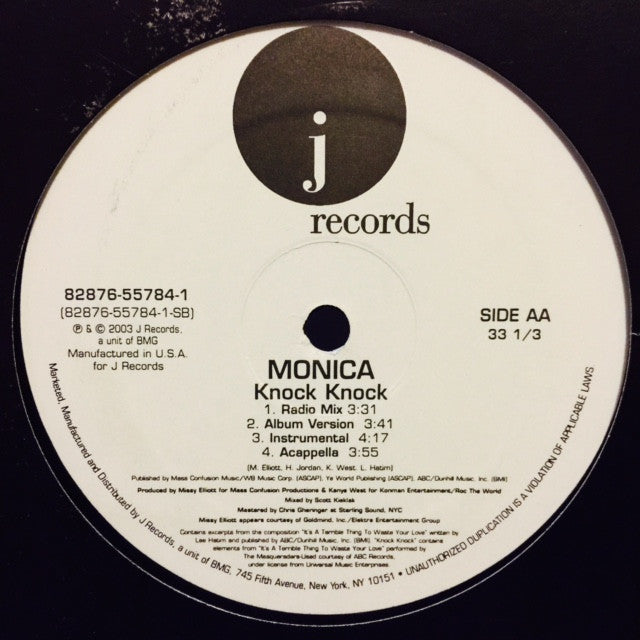 j
records
82876-55784-1
(82876-55784-1-SB)
℗ & © 2003 J Records,
a unit of BMG
Manufactured in U.S.A.
for J Records
SIDE AA
33 1/3
MONICA
Knock Knock
1. Radio Mix 3:31
2. Album Version 3:41
3. Instrumental 4:17
4. Acappella 3:55
(M. Elliott, H. Jordan, K. West, L. Hatim)
Published by Mass Confusion Music/WB Music Corp. (ASCAP), Ye World Publishing (ASCAP), ABC/Dunhill Music, Inc. (BMI)
Produced by Missy Elliott for Mass Confusion Productions & Kanye West for Konman Entertainment/Roc The World
Mixed by Scott Kieklak
Mastered by Chris Gheringer at Sterling Sound, NYC
Missy Elliott appears courtesy of Goldmind, Inc./Elektra Entertainment Group
Contains excerpts from the composition "It's A Terrible Thing To Waste Your Love" written by
Lee Hatim and published by ABC/Dunhill Music, Inc. (BMI). "Knock Knock" contains
elements from "It's A Terrible Thing To Waste Your Love" performed by
The Masqueraders-Used courtesy of ABC Records,
under license from Universal Music Enterprises.
Marketed, Manufactured and Distributed by J Records, a unit of BMG. 745 Fifth Avenue, New York, NY 10151 • UNAUTHORIZED DUPLICATION IS A VIOLATION OF APPLICABLE LAWS